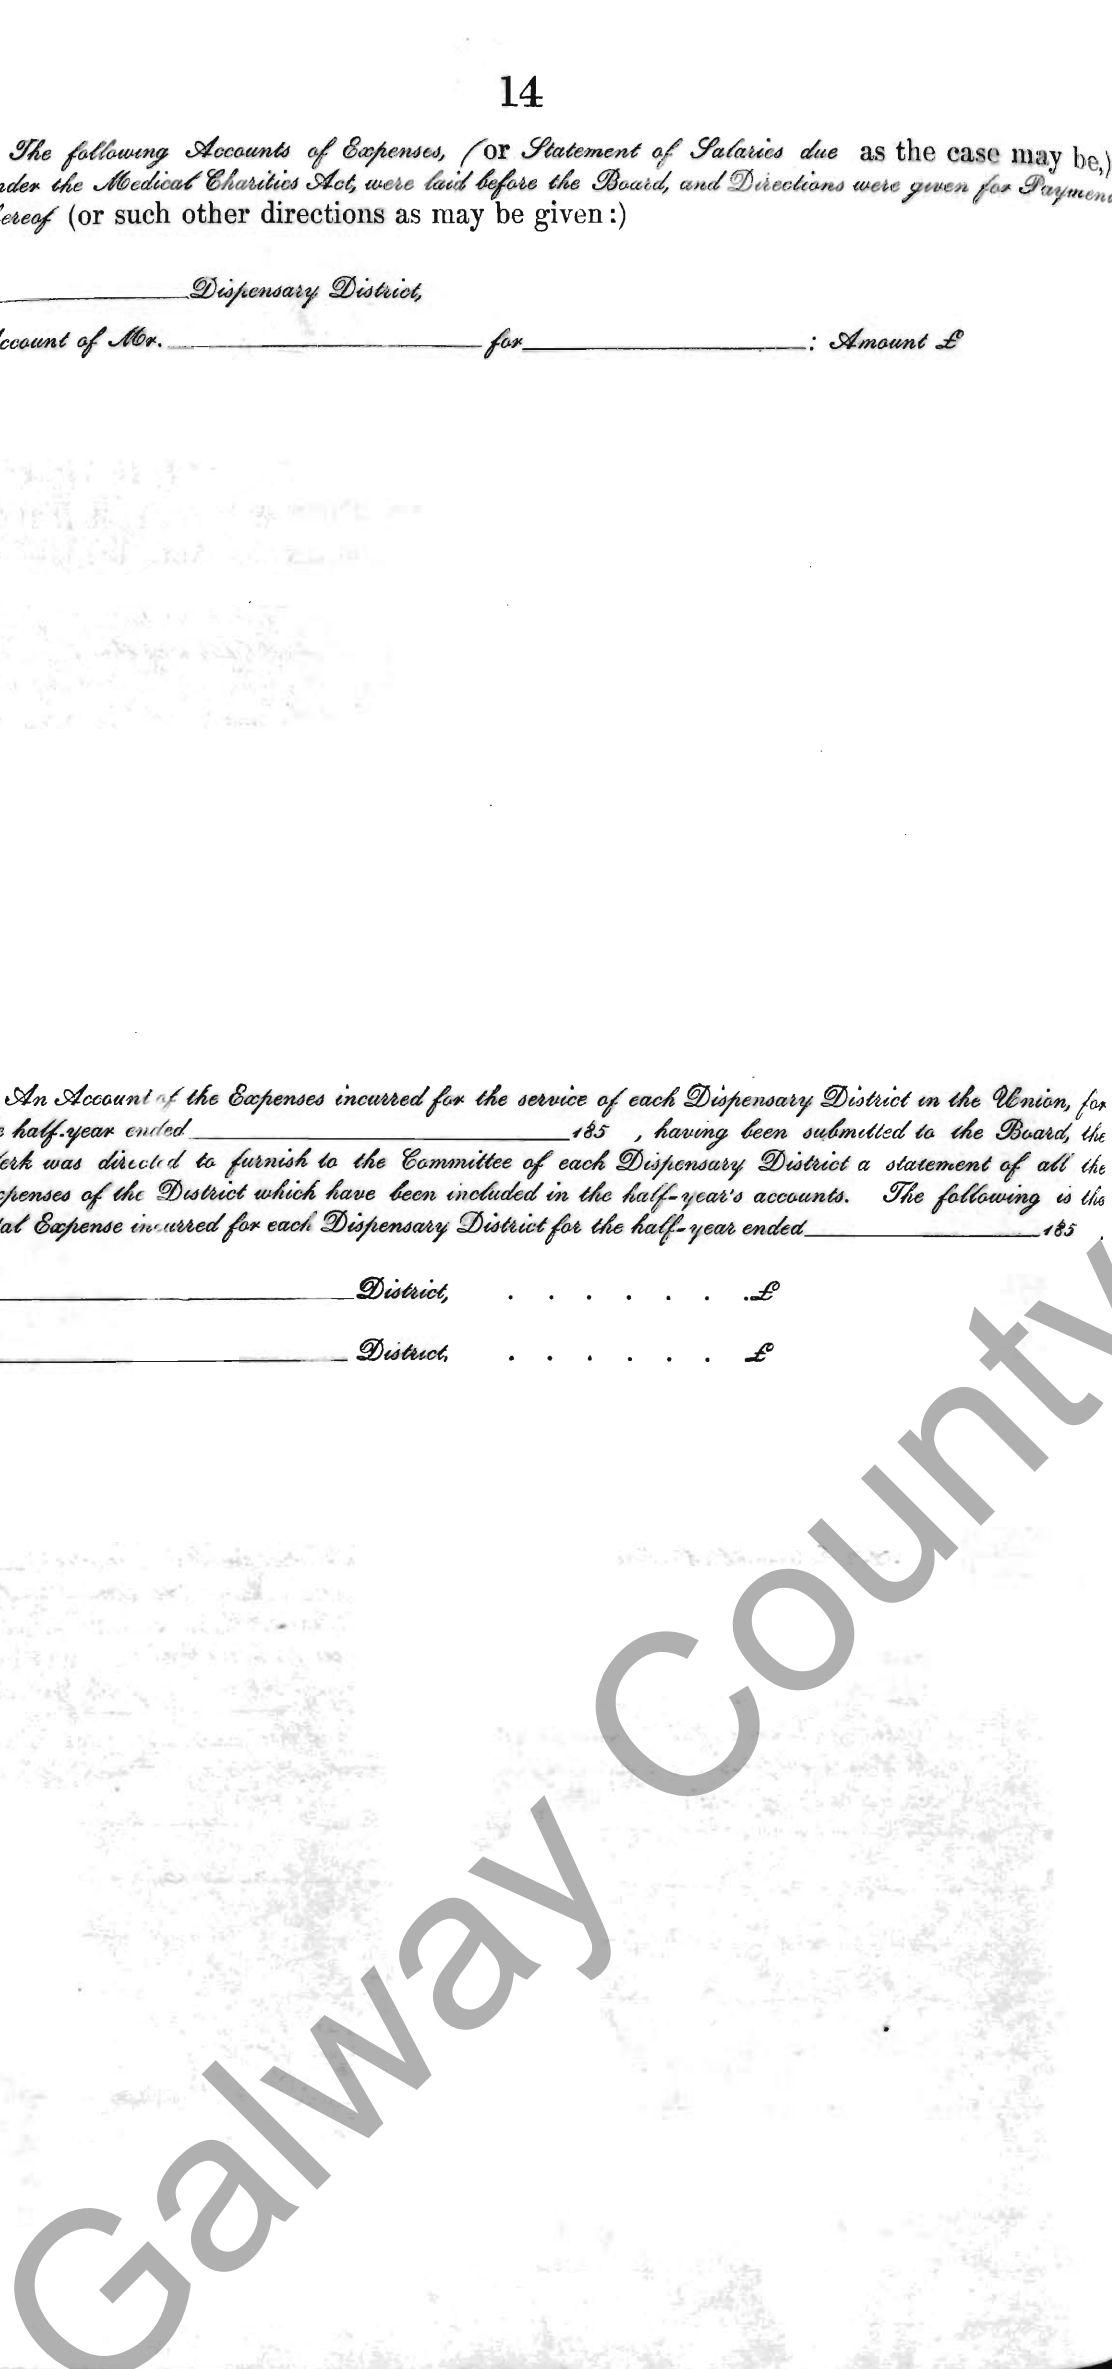 14
The following Accounts of Expenses, (or Statement of Salaries due as the case may be,)
nder the Medical Charities Act, were laid before the Board, and Directions were given for Paymen
ereof (or such other directions as may be given :)
Dispensary District,
ccount of Mr. for : Amount £
An Account of the Expenses incurred for the service of each Dispensary District in the Union, for
e half-year ended 185 , having been submitted to the Board, the
erk was directed to furnish to the Committee of each Dispensary District a statement of all the
penses of the District which have been included in the half-year's accounts. The following is the
al Expense incurred for each Dispensary District for the half-year ended 185 .
District, . . . . . . . £
District, . . . . . . £
Galway County